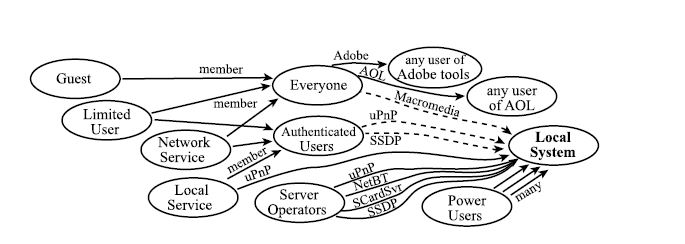 Adobe
any user of
Adobe tools
member
AOL
Guest
Everyone
any user
of AOL
member
Macromedia
Limited
User
uPnP
Authenticated
Users
Network
Service
SSDP
Local
System
member
uPnP
Local
Service
Server
Operators
uPnP
NetBT
SCardSvr
SSDP
Power
Users
many